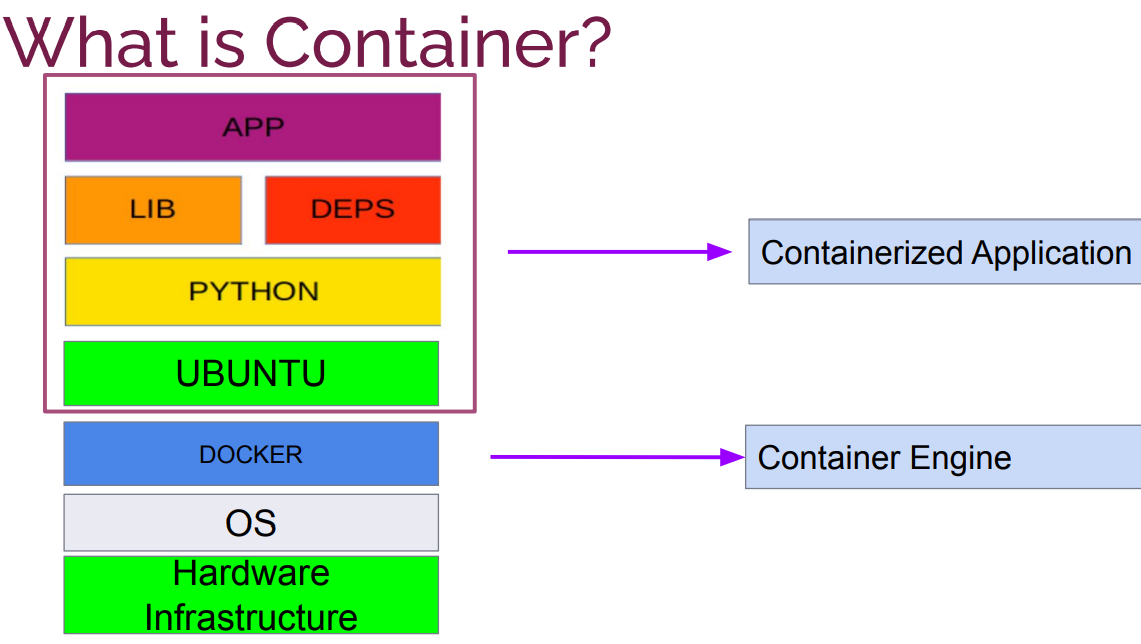 What is Container?
APP
LIB DEPS
Containerized Application
PYTHON
UBUNTU
DOCKER
Container Engine
OS
Hardware
Infrastructure